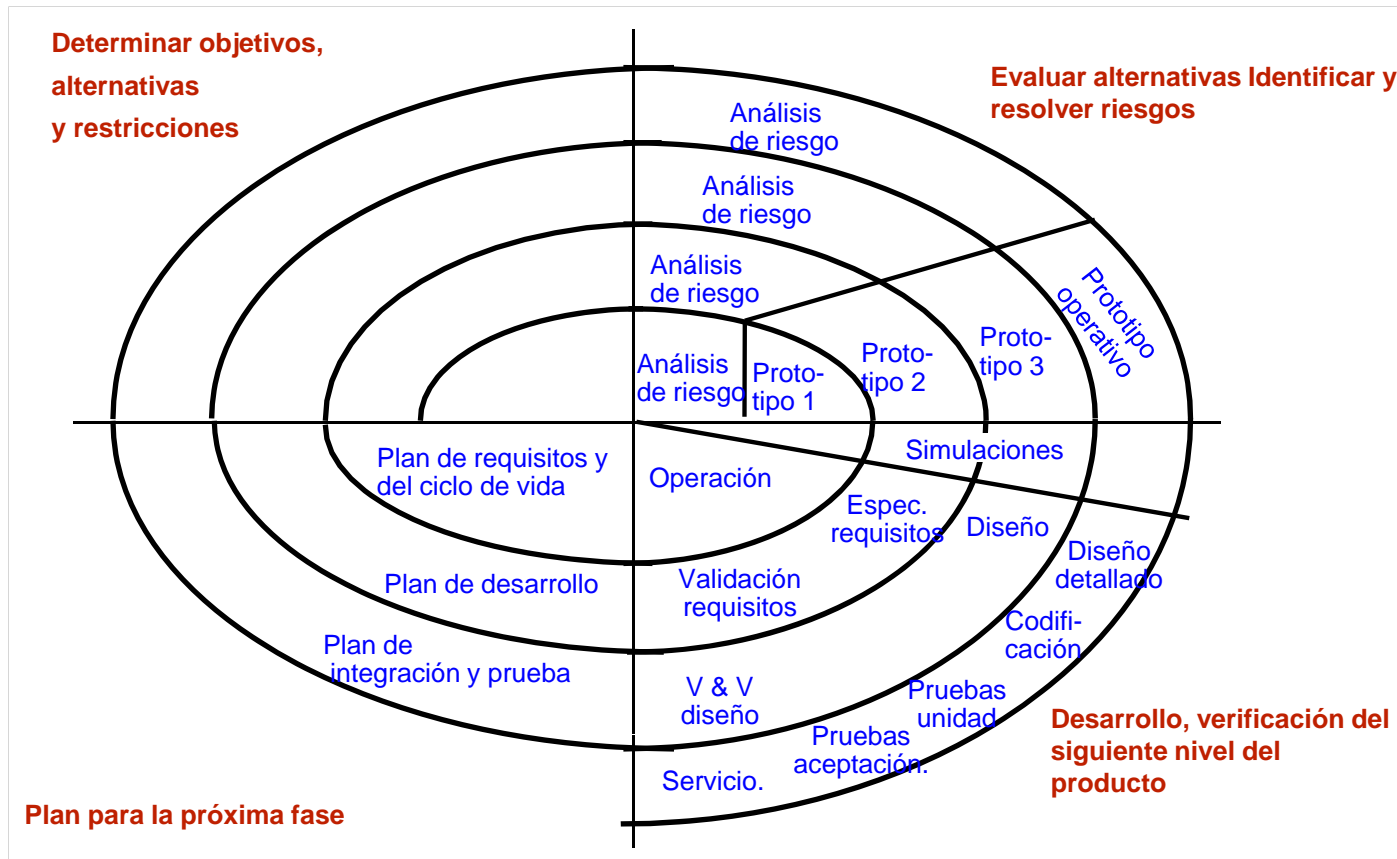 Determinar objetivos,
alternativas
y restricciones
Evaluar alternativas Identificar y
resolver riesgos
Análisis
de riesgo
Análisis
de riesgo
Análisis
de riesgo
Análisis
de riesgo
Proto-
tipo 1
Proto-
tipo 2
Proto-
tipo 3
Prototipo
operativo
Simulaciones
Plan de requisitos y
del ciclo de vida
Operación
Espec.
requisitos
Diseño
Diseño
detallado
Plan de desarrollo
Validación
requisitos
Codifi-
cación
Plan de
integración y prueba
V & V
diseño
Pruebas
unidad
Pruebas
aceptación.
Servicio.
Desarrollo, verificación del
siguiente nivel del
producto
Plan para la próxima fase